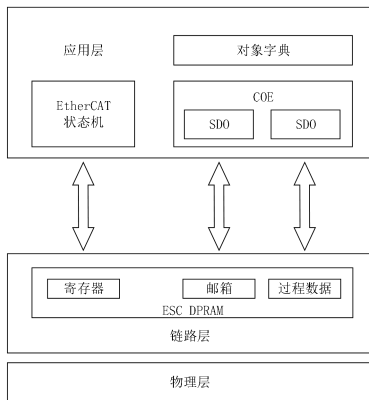 应用层
对象字典
EtherCAT
状态机
COE
SDO
SDO
寄存器
邮箱
过程数据
ESC DPRAM
链路层
物理层